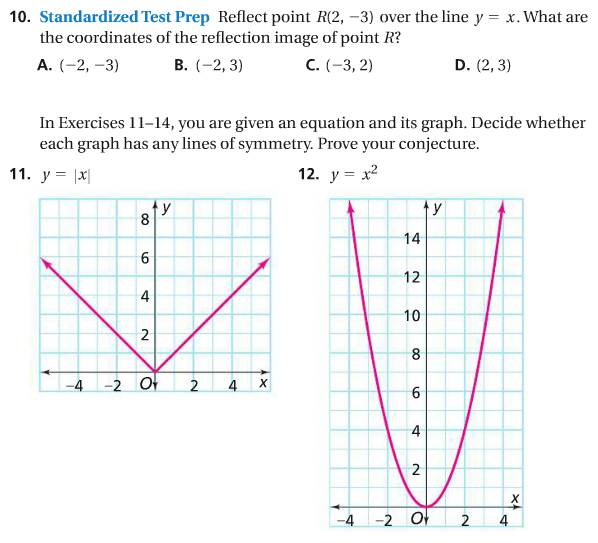 10. Standardized Test Prep Reflect point R(2, −3) over the line y = x. What are
the coordinates of the reflection image of point R?
A. (−2, −3) B. (−2, 3) C. (−3, 2) D. (2, 3)
In Exercises 11–14, you are given an equation and its graph. Decide whether
each graph has any lines of symmetry. Prove your conjecture.
11. y = |x|
y
8
6
4
2
−4 −2 O 2 4 x
12. y = x²
y
14
12
10
8
6
4
2
x
−4 −2 O 2 4